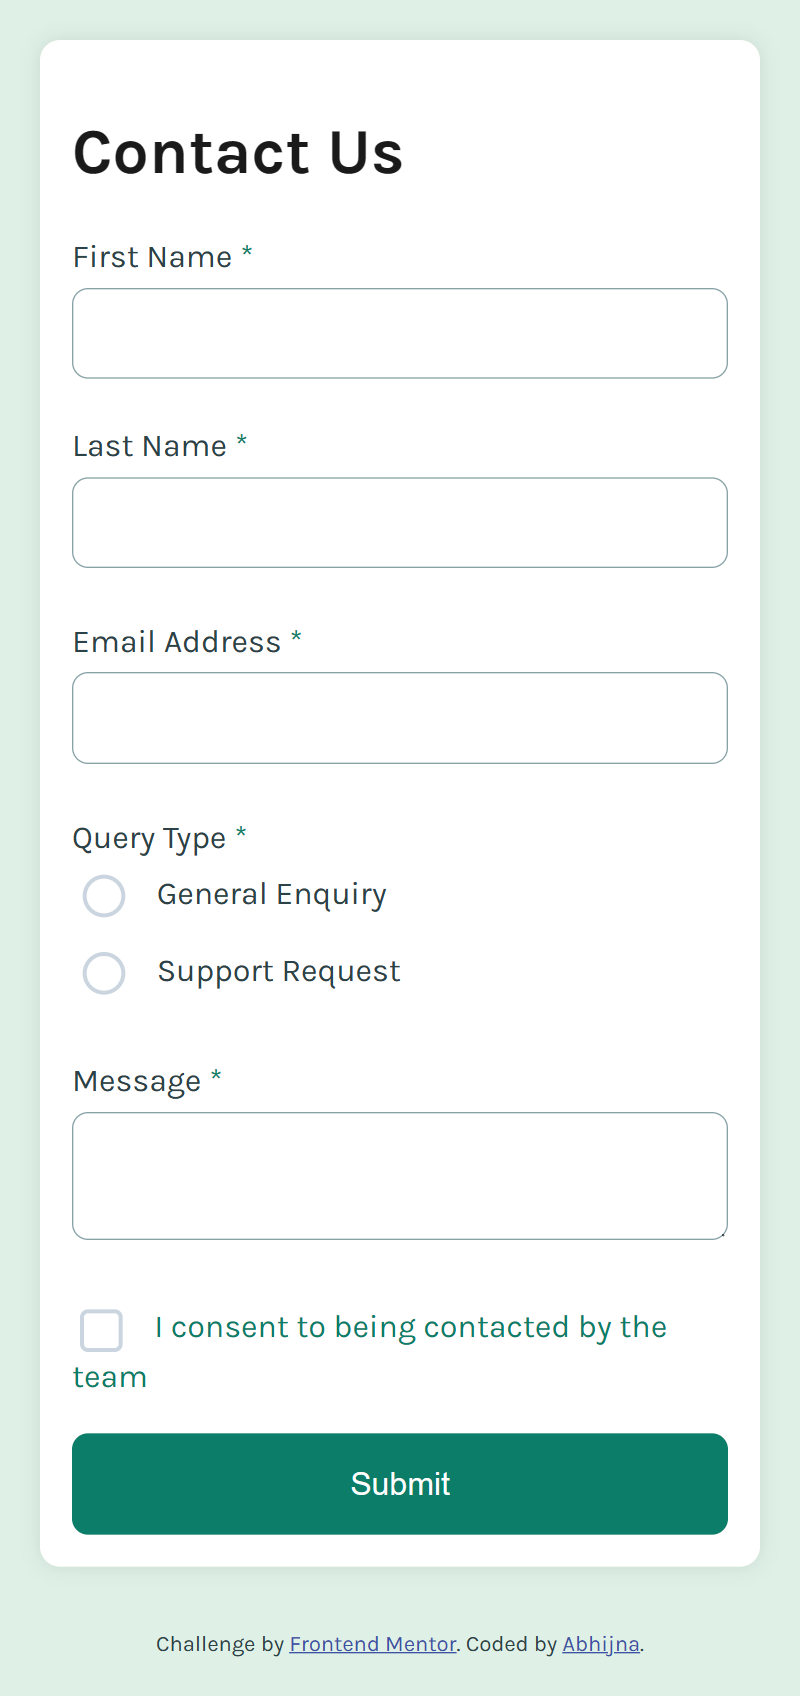 Contact Us
First Name *
Last Name *
Email Address *
Query Type *
General Enquiry
Support Request
Message *
I consent to being contacted by the
team
Submit
Challenge by Frontend Mentor. Coded by Abhijna.